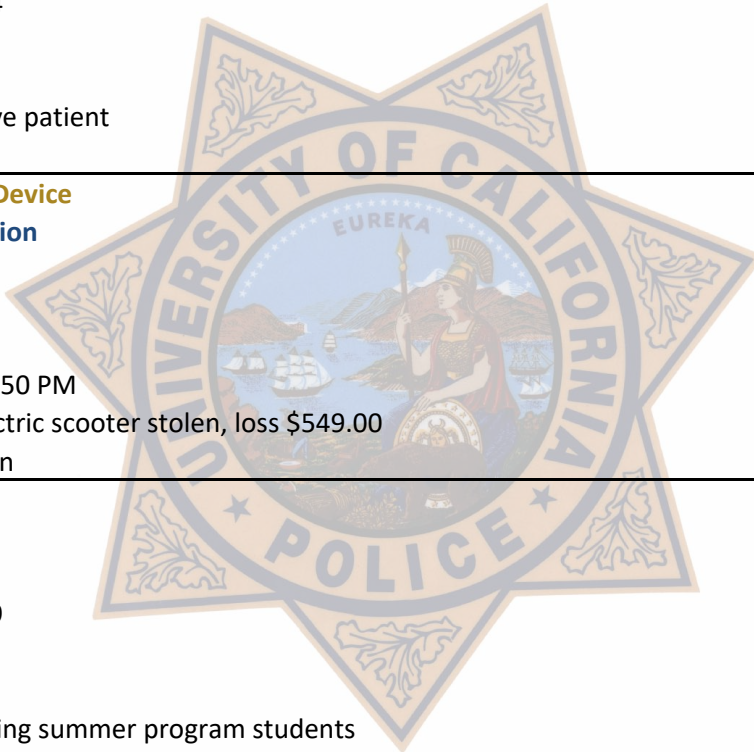 ve patient
Device
ion
50 PM
ctric scooter stolen, loss $549.00
n
)
ing summer program students
UNIVERSITY OF CALIFORNIA
EUREKA
POLICE